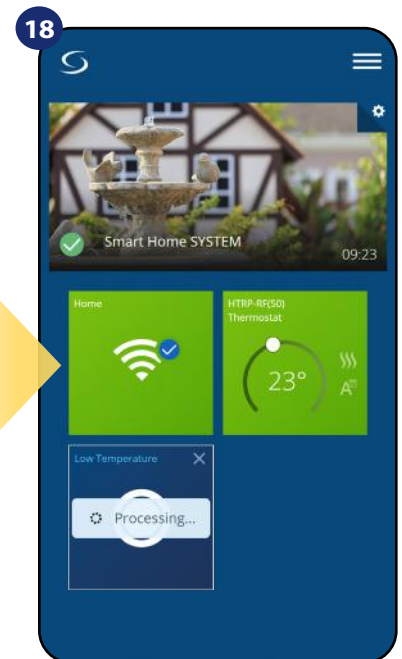 18
Smart Home SYSTEM
09:23
Home
HTRP-RF(50)
Thermostat
23°
A
Low Temperature
Processing...